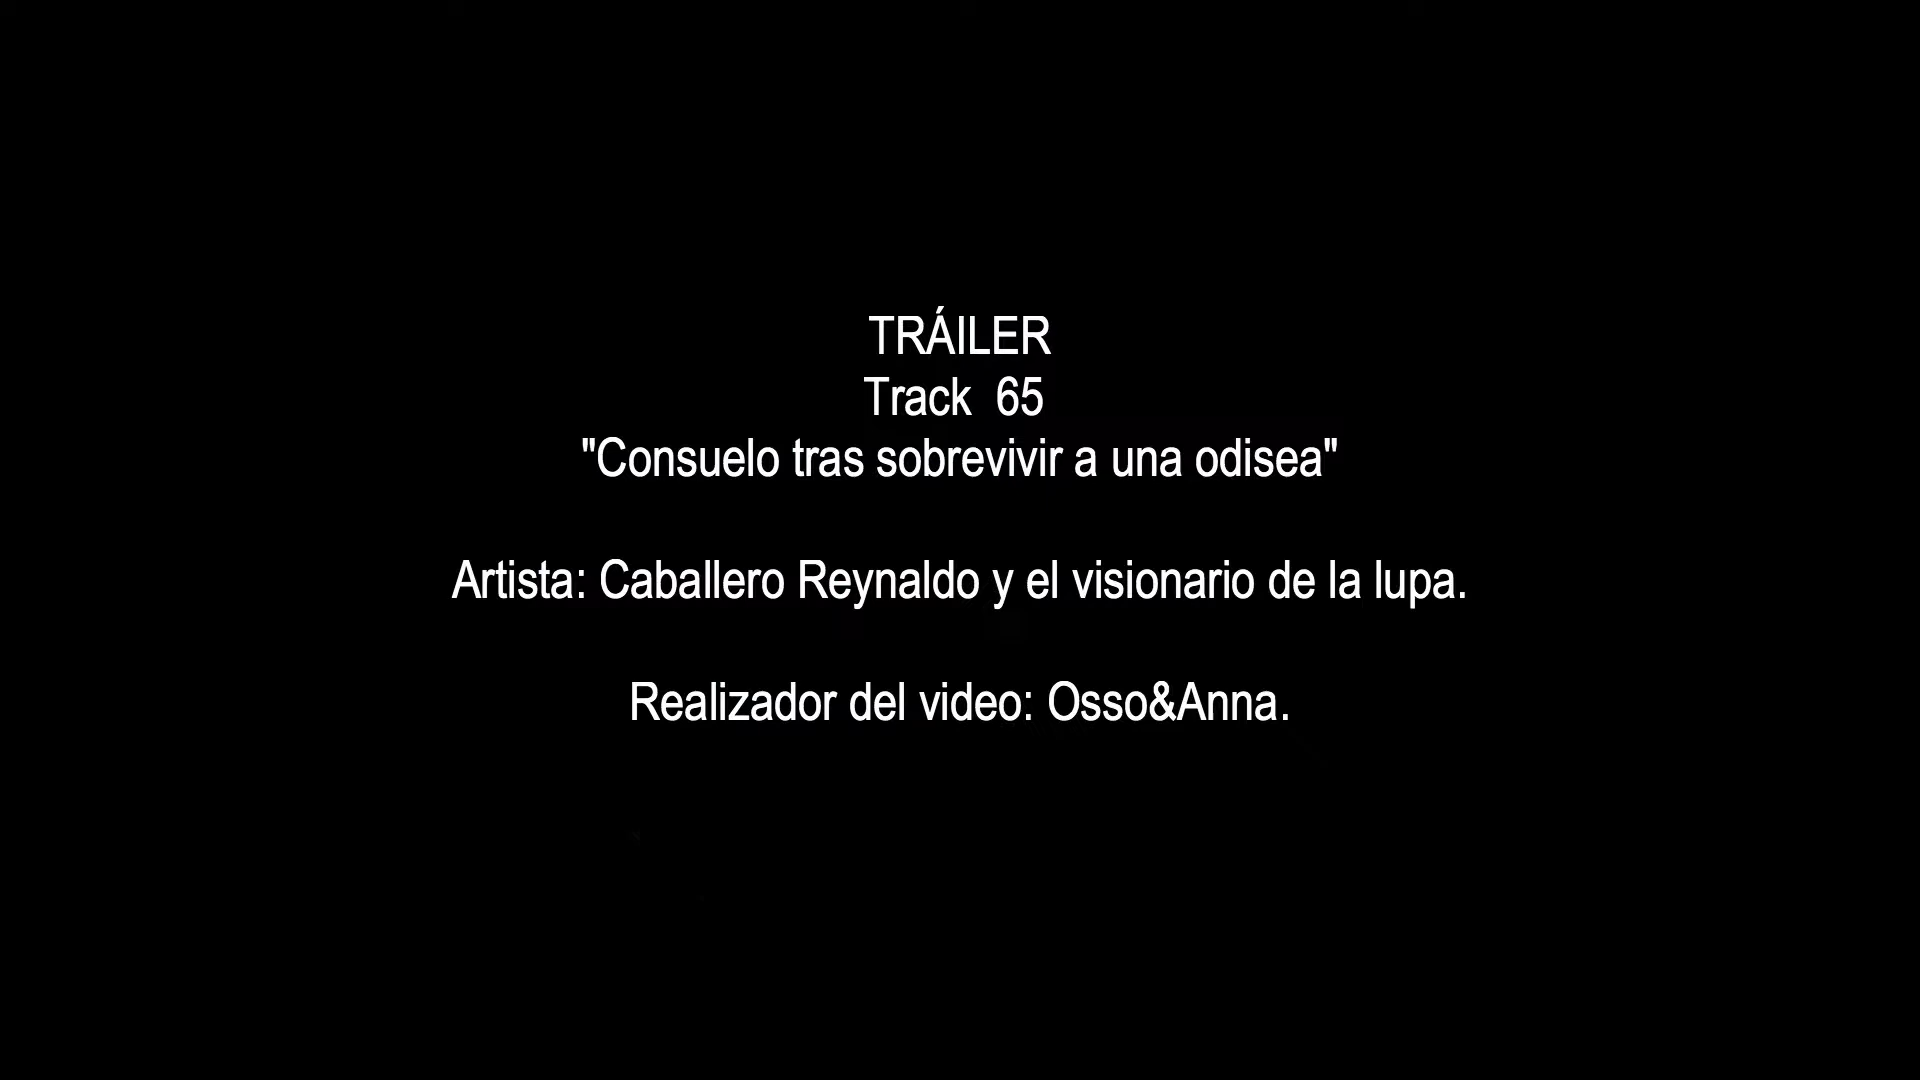 TRÁILER
Track  65
"Consuelo tras sobrevivir a una odisea"
Artista: Caballero Reynaldo y el visionario de la lupa.
Realizador del video: Osso&Anna.